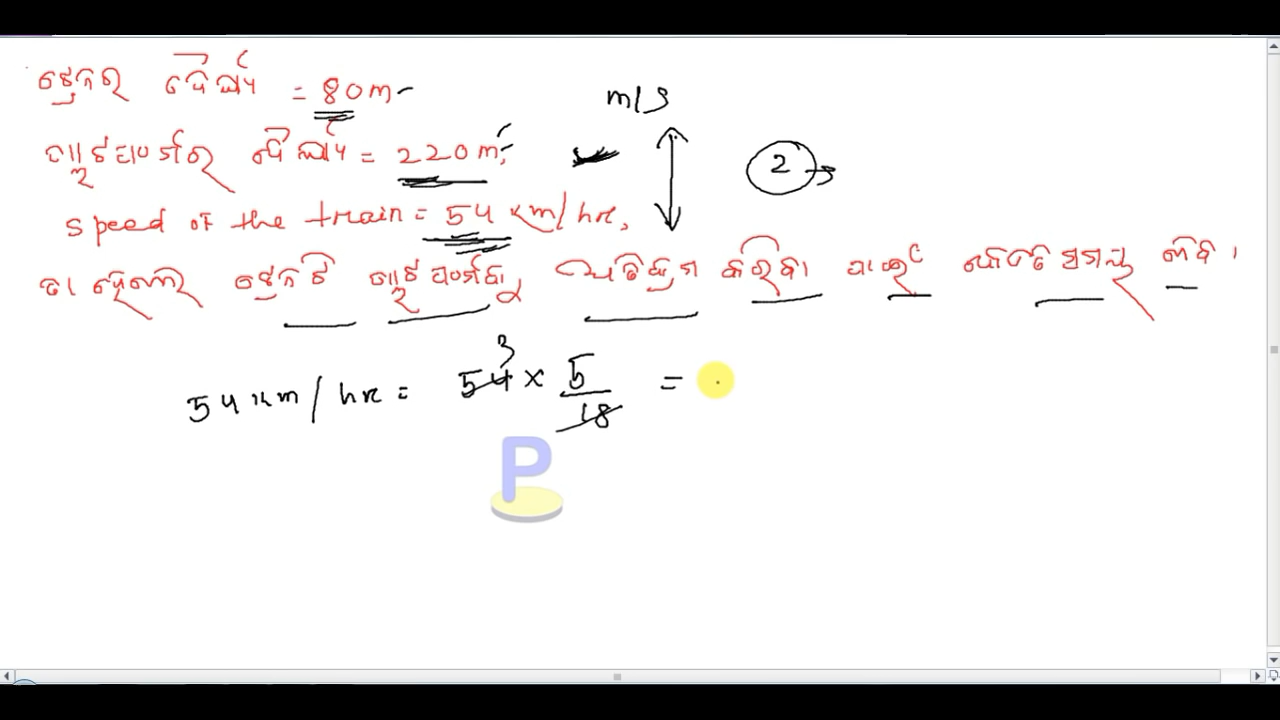 ଟ୍ରେନର ଦୈର୍ଘ୍ୟ = 80m
m/s
ପ୍ଲାଟଫର୍ମର ଦୈର୍ଘ୍ୟ = 220m,
2
speed of the train = 54 km/hr,
ତା ହେଲେ ଟ୍ରେନଟି ପ୍ଲାଟଫର୍ମକୁ ଅତିକ୍ରମ କରିବା ପାଇଁ କେତେ ସମୟ ନେବ ।
3
54 km/hr = 54 × 5/18 =
P